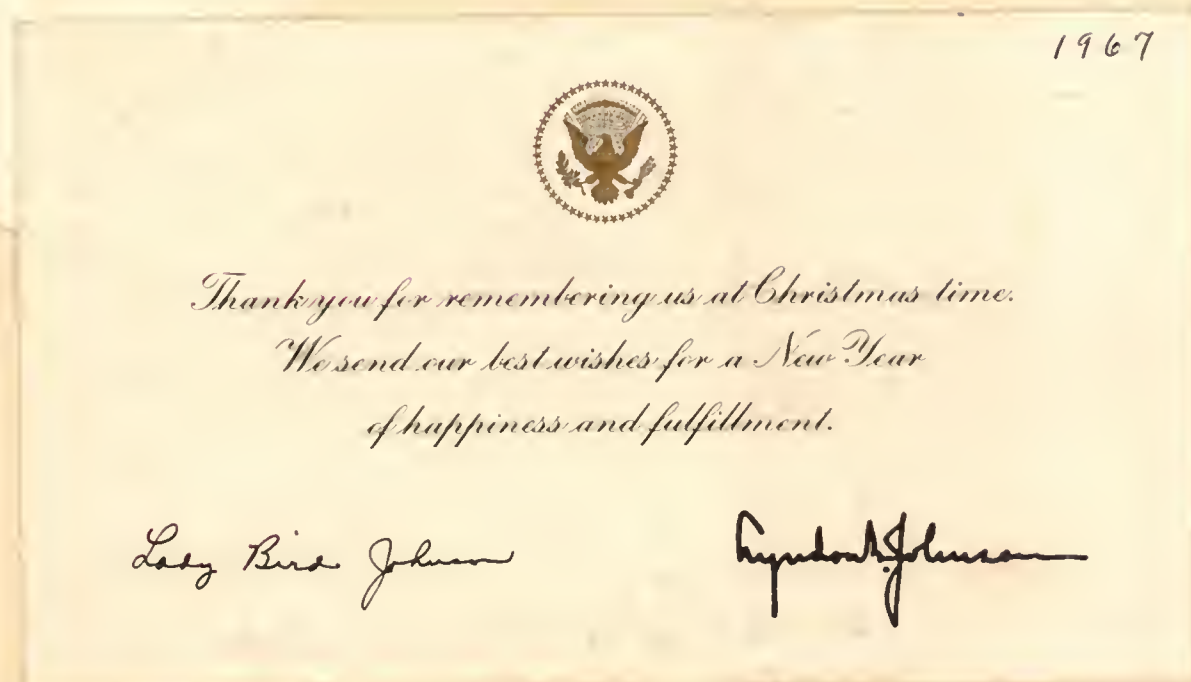 1967
Thank you for remembering us at Christmas time.
We send our best wishes for a New Year
of happiness and fulfillment.
Lady Bird Johnson
Lyndon B. Johnson